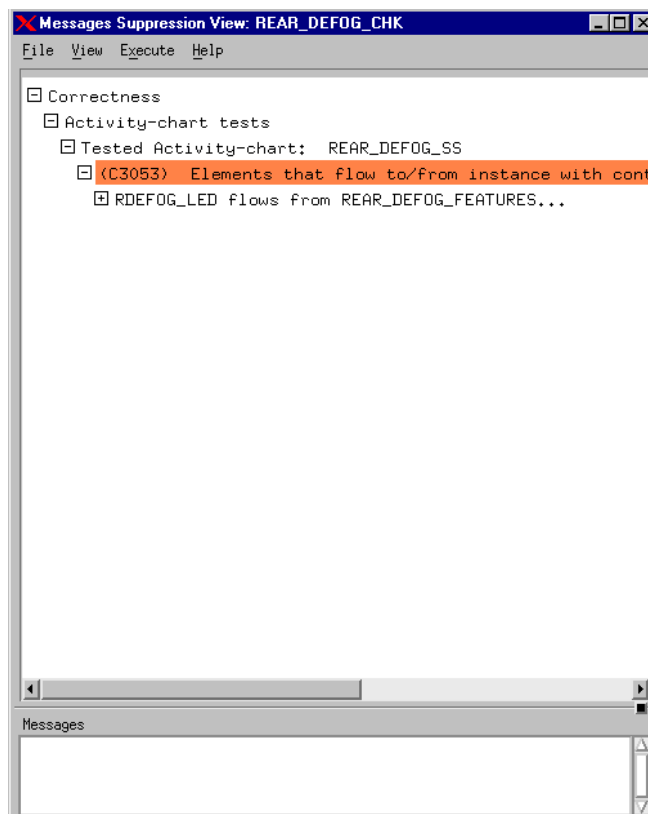 Messages Suppression View: REAR_DEFOG_CHK
File View Execute Help
Correctness
Activity-chart tests
Tested Activity-chart: REAR_DEFOG_SS
(C3053) Elements that flow to/from instance with cont
RDEFOG_LED flows from REAR_DEFOG_FEATURES...
Messages